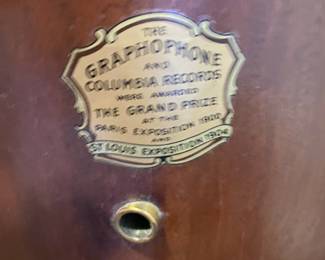 THE
GRAPHOPHONE
AND
COLUMBIA RECORDS
WERE AWARDED
THE GRAND PRIZE
AT THE
PARIS EXPOSITION 1900
AND
ST LOUIS EXPOSITION 1904